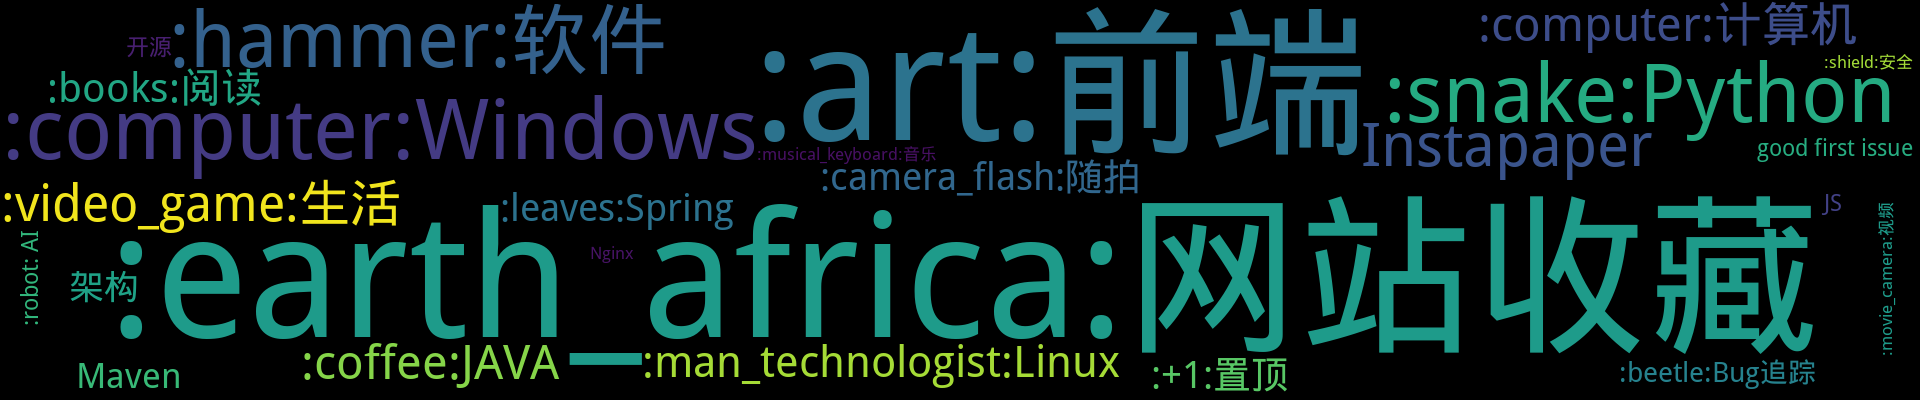 :hammer:软件
:art:前端
:computer:计算机
开源
:books:阅读
:shield:安全
:snake:Python
:computer:Windows
Instapaper
good first issue
:musical_keyboard:音乐
:camera_flash:随拍
:video_game:生活
:leaves:Spring
JS
:earth_africa:网站收藏
:robot: AI
架构
Nginx
:movie_camera:视频
Maven
:coffee:JAVA
:man_technologist:Linux
:+1:置顶
:beetle:Bug追踪